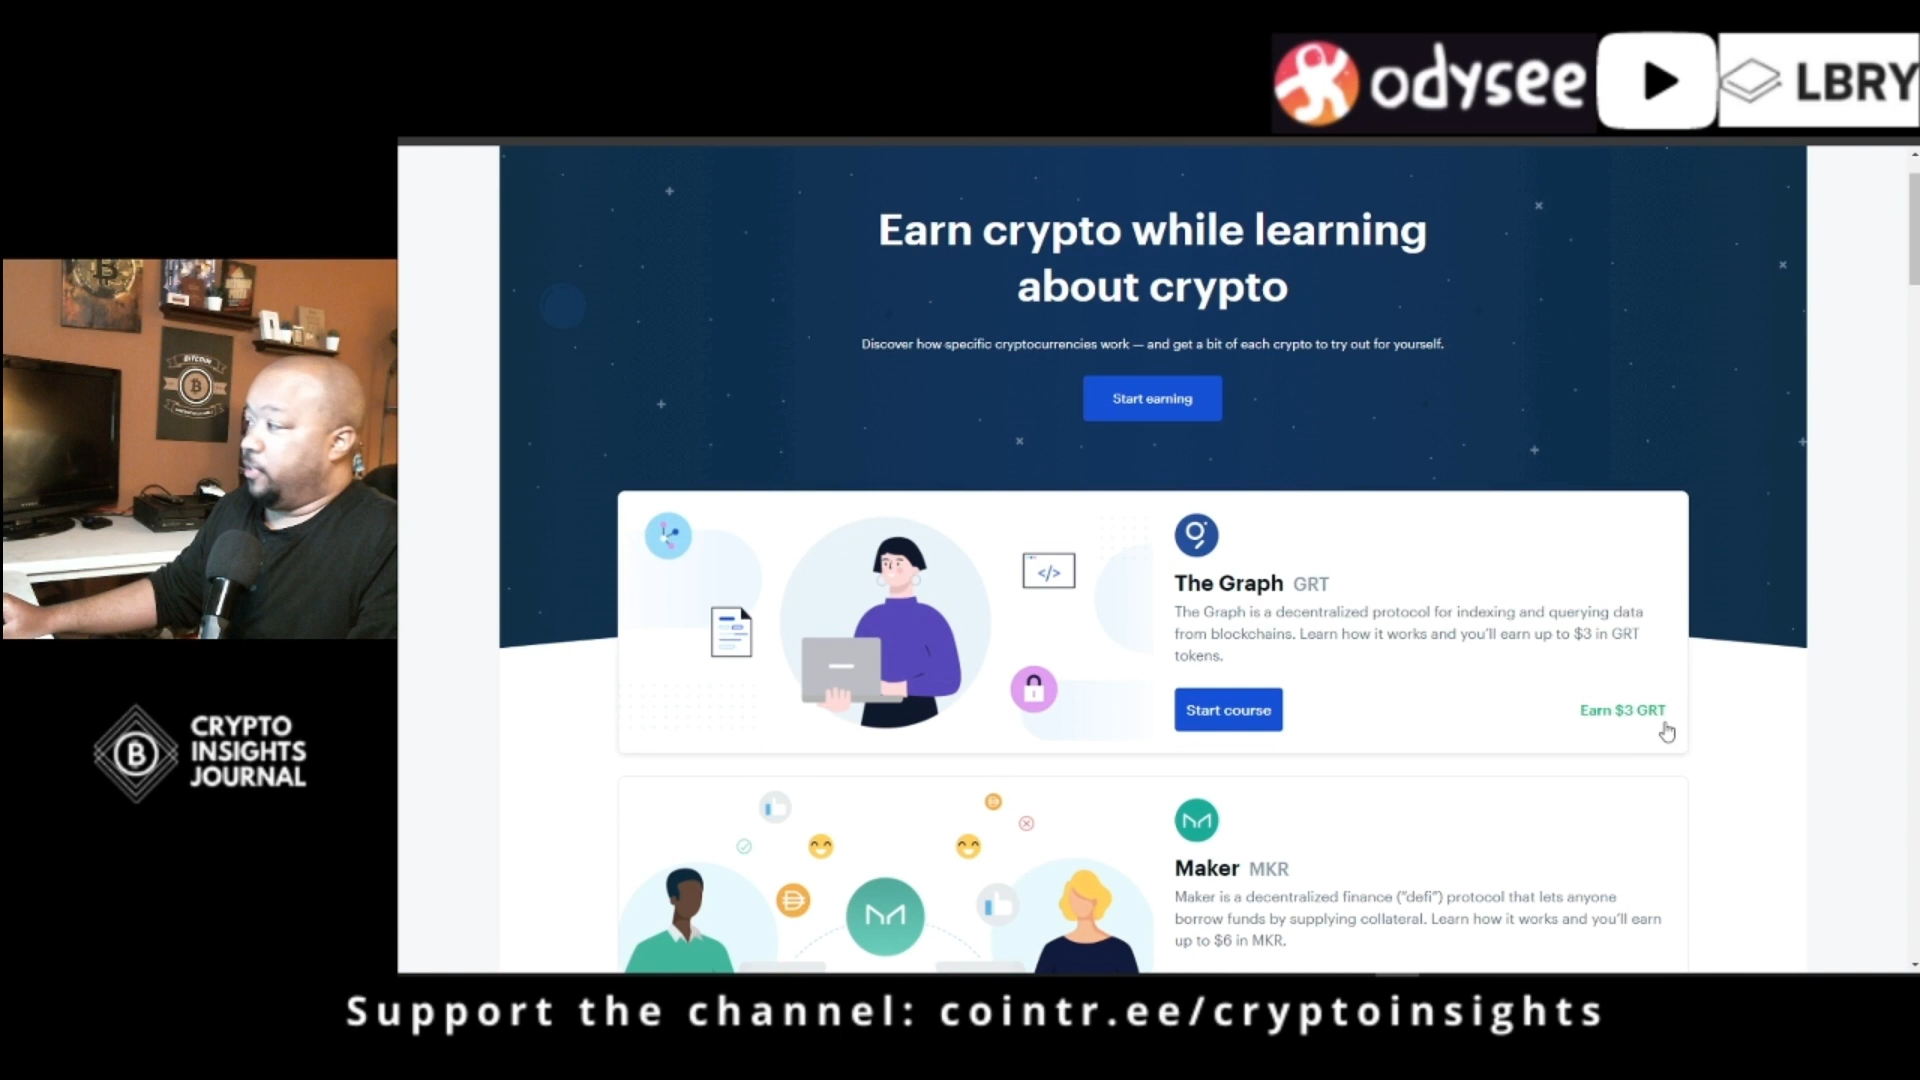 odysee
LBRY
Earn crypto while learning
about crypto
Discover how specific cryptocurrencies work — and get a bit of each crypto to try out for yourself.
Start earning
BITCOIN
The Graph GRT
The Graph is a decentralized protocol for indexing and querying data
from blockchains. Learn how it works and you'll earn up to $3 in GRT
tokens.
Start course
Earn $3 GRT
CRYPTO
INSIGHTS
JOURNAL
Maker MKR
Maker is a decentralized finance ("defi") protocol that lets anyone
borrow funds by supplying collateral. Learn how it works and you'll earn
up to $6 in MKR.
Support the channel: cointr.ee/cryptoinsights